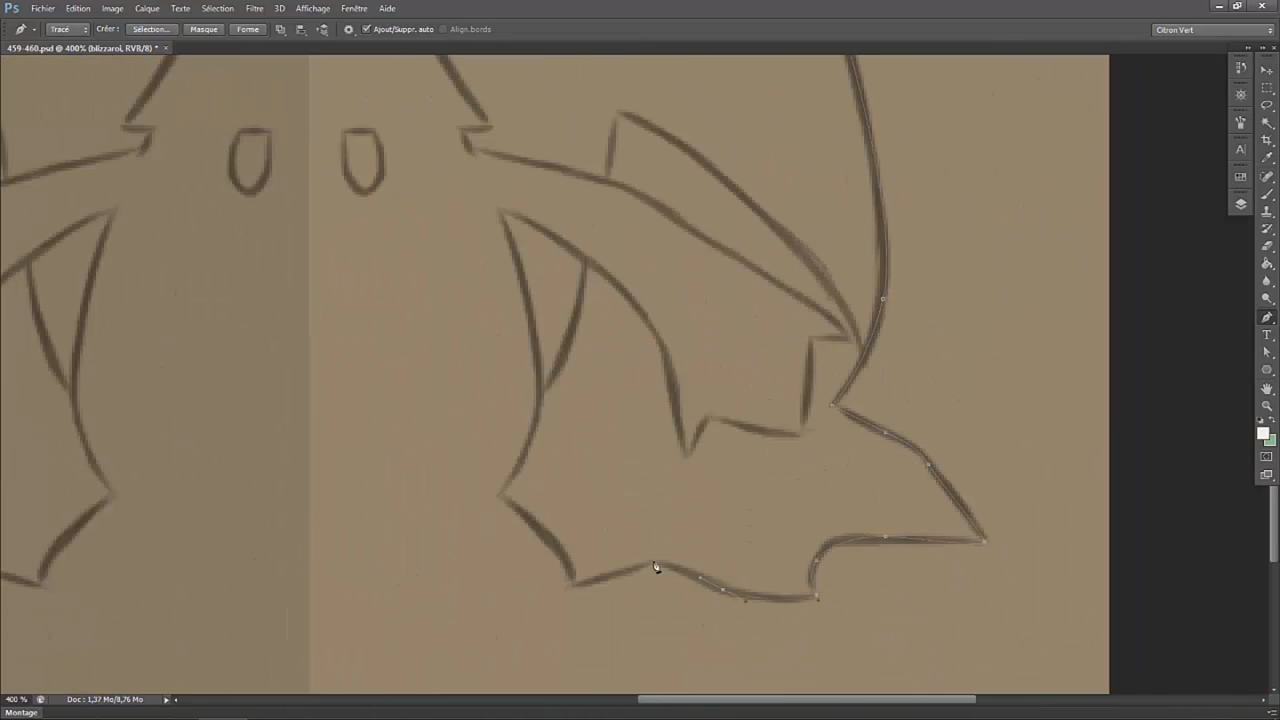 Ps Fichier Edition Image Calque Texte Sélection Filtre 3D Affichage Fenêtre Aide
Tracé Créer : Sélection... Masque Forme Ajout/Suppr. auto Align.bords Citron Vert
459-460.psd @ 400% (blizzaroi, RVB/8) * ×
A
T
400 % Doc : 1,37 Mo/8,76 Mo
Montage